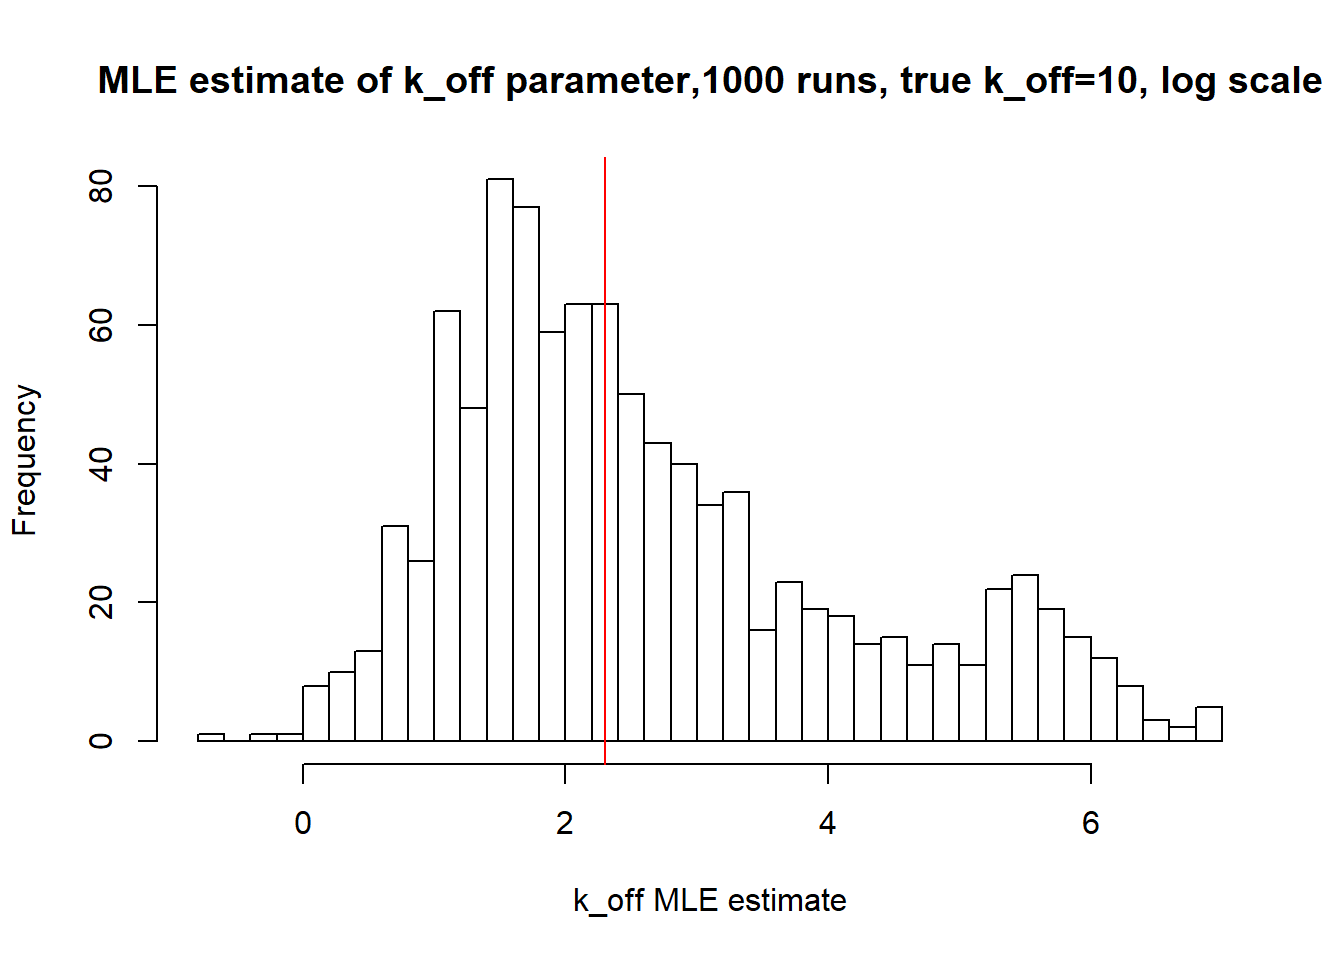 MLE estimate of k_off parameter,1000 runs, true k_off=10, log scale
80
60
40
20
0
Frequency
0 2 4 6
k_off MLE estimate